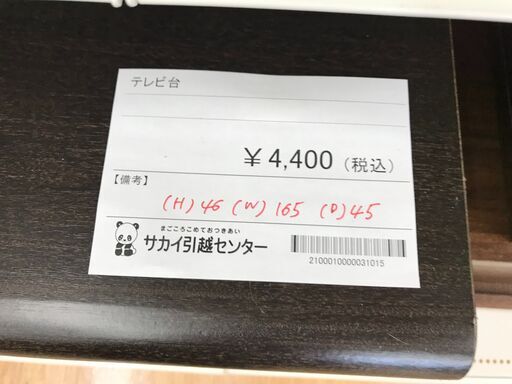 テレビ台
￥4,400（税込）
【備考】
(H) 46 (W) 165 (D) 45
まごころこめておつきあい
サカイ引越センター
2100010000031015